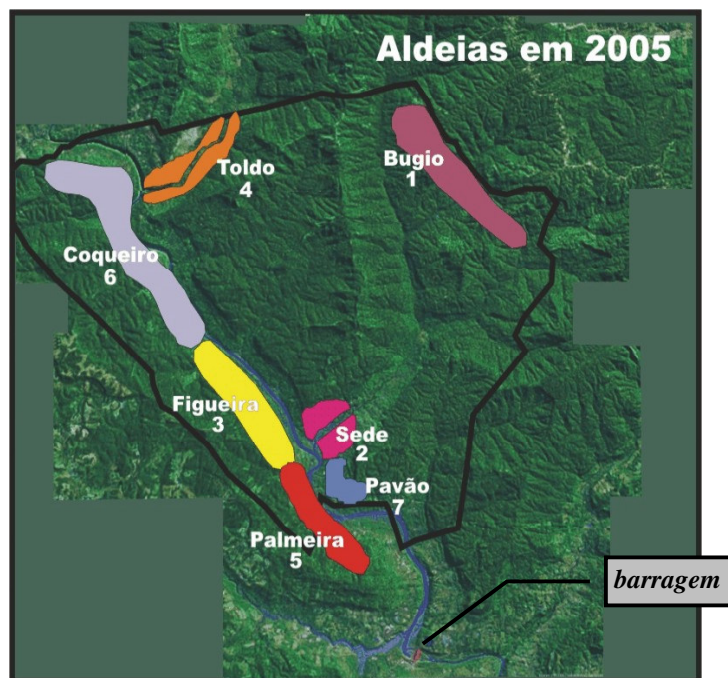 Aldeias em 2005
Toldo
4
Bugio
1
Coqueiro
6
Figueira
3
Sede
2
Pavão
7
Palmeira
5
barragem